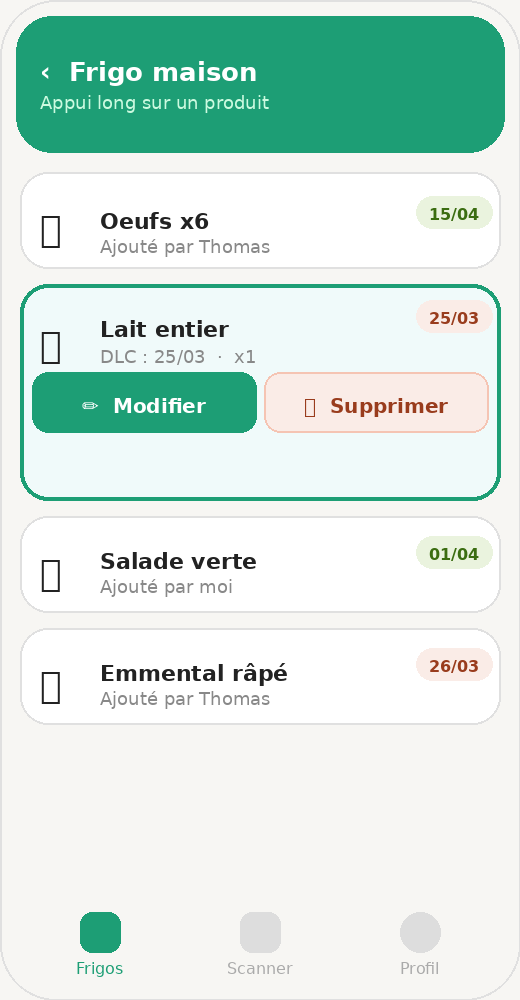 ‹ Frigo maison
Appui long sur un produit
Oeufs x6
15/04
Ajouté par Thomas
Lait entier
25/03
DLC : 25/03 · x1
✏ Modifier
Supprimer
Salade verte
01/04
Ajouté par moi
Emmental râpé
26/03
Ajouté par Thomas
Frigos
Scanner
Profil